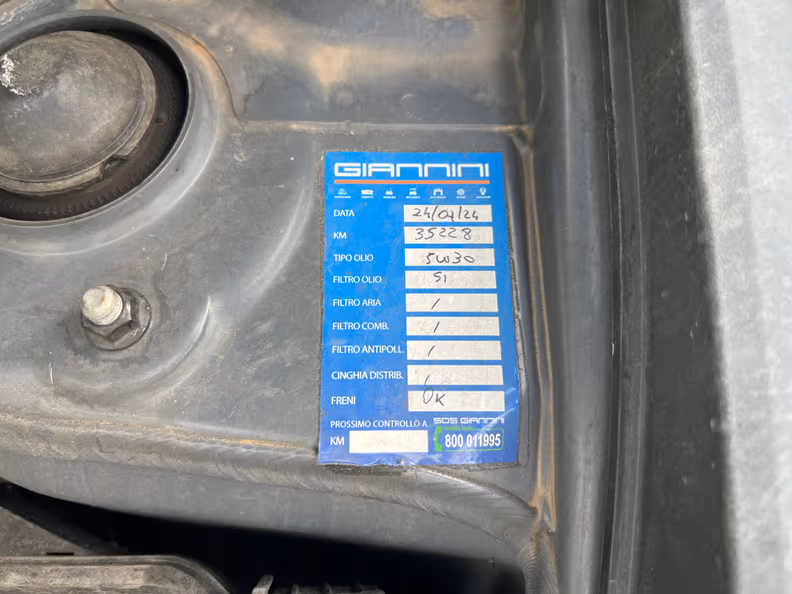 GIANNINI
DATA 24/04/24
KM 35228
TIPO OLIO 5W30
FILTRO OLIO SI
FILTRO ARIA /
FILTRO COMB. /
FILTRO ANTIPOLL. /
CINGHIA DISTRIB. /
FRENI OK
PROSSIMO CONTROLLO A
SOS GIANNINI
KM
800 011995